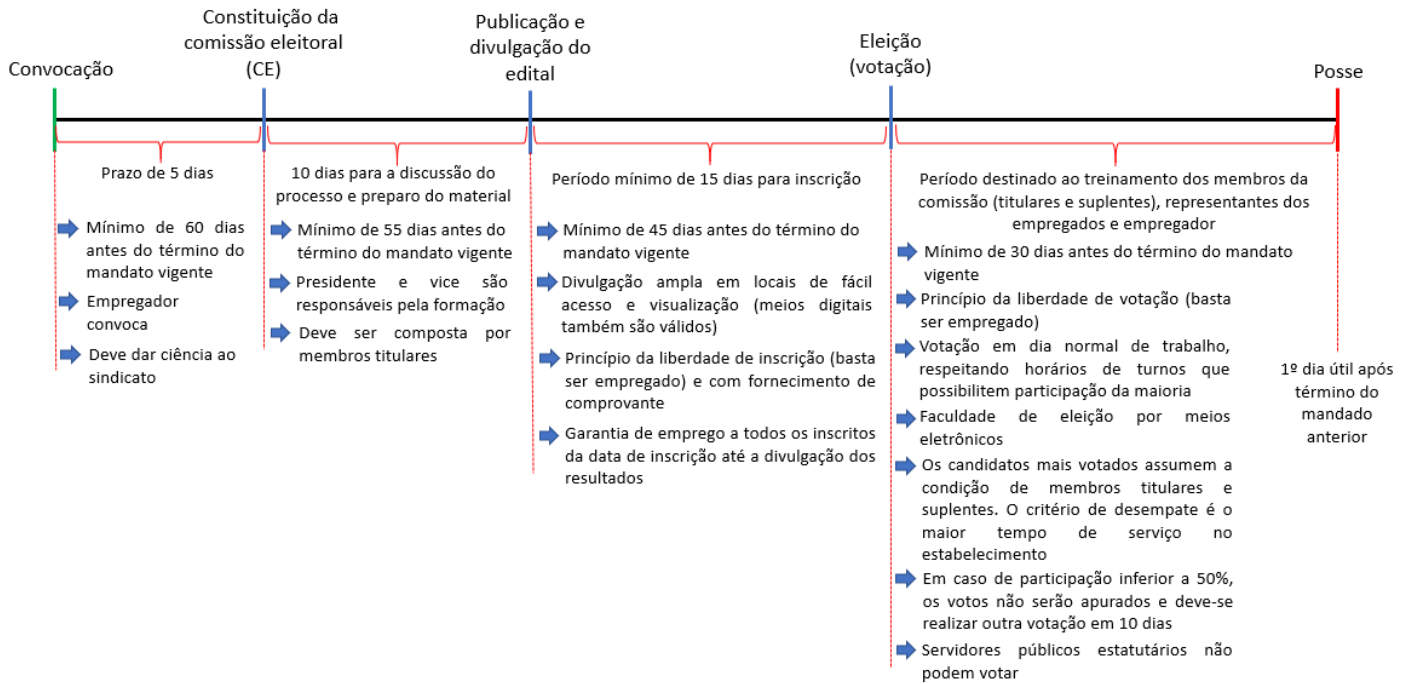 Convocação
Constituição da
comissão eleitoral
(CE)
Publicação e
divulgação do
edital
Eleição
(votação)
Posse
Prazo de 5 dias
Mínimo de 60 dias
antes do término do
mandato vigente
Empregador
convoca
Deve dar ciência ao
sindicato
10 dias para a discussão do
processo e preparo do material
Mínimo de 55 dias antes do
término do mandato vigente
Presidente e vice são
responsáveis pela formação
Deve ser composta por
membros titulares
Período mínimo de 15 dias para inscrição
Mínimo de 45 dias antes do término do
mandato vigente
Divulgação ampla em locais de fácil
acesso e visualização (meios digitais
também são válidos)
Princípio da liberdade de inscrição (basta
ser empregado) e com fornecimento de
comprovante
Garantia de emprego a todos os inscritos
da data de inscrição até a divulgação dos
resultados
Período destinado ao treinamento dos membros da
comissão (titulares e suplentes), representantes dos
empregados e empregador
Mínimo de 30 dias antes do término do mandato
vigente
Princípio da liberdade de votação (basta
ser empregado)
Votação em dia normal de trabalho,
respeitando horários de turnos que
possibilitem participação da maioria
Faculdade de eleição por meios
eletrônicos
Os candidatos mais votados assumem a
condição de membros titulares e
suplentes. O critério de desempate é o
maior tempo de serviço no
estabelecimento
Em caso de participação inferior a 50%,
os votos não serão apurados e deve-se
realizar outra votação em 10 dias
Servidores públicos estatutários não
podem votar
1º dia útil após
término do
mandado
anterior